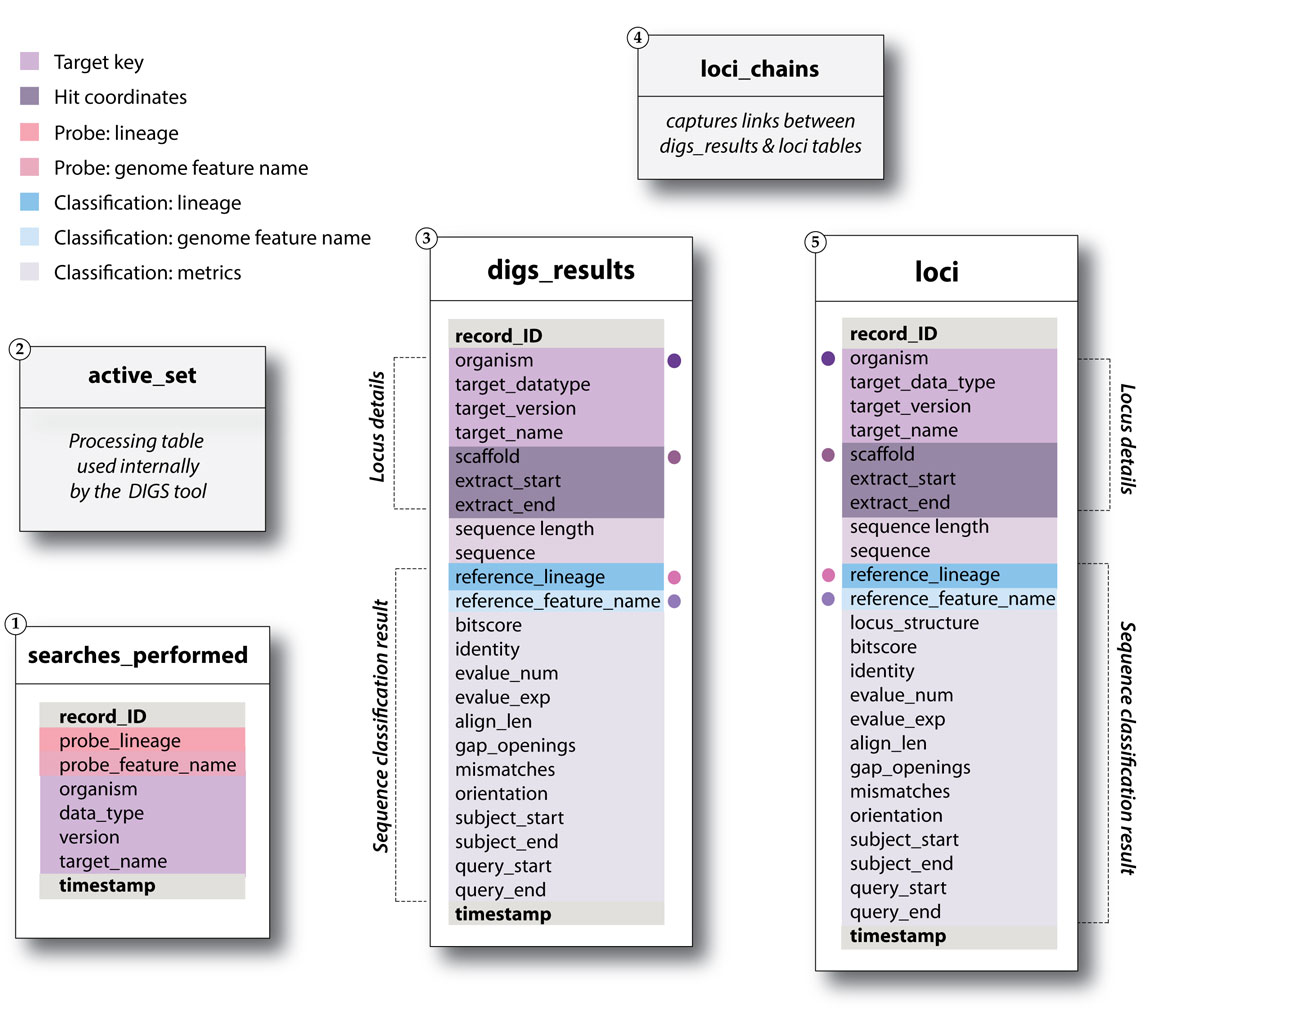 Target key
Hit coordinates
Probe: lineage
Probe: genome feature name
Classification: lineage
Classification: genome feature name
Classification: metrics
4
loci_chains
captures links between
digs_results & loci tables
2
active_set
Processing table
used internally
by the DIGS tool
1
searches_performed
record_ID
probe_lineage
probe_feature_name
organism
data_type
version
target_name
timestamp
3
digs_results
record_ID
organism
target_datatype
target_version
target_name
scaffold
extract_start
extract_end
sequence length
sequence
reference_lineage
reference_feature_name
bitscore
identity
evalue_num
evalue_exp
align_len
gap_openings
mismatches
orientation
subject_start
subject_end
query_start
query_end
timestamp
Locus details
Sequence classification result
5
loci
record_ID
organism
target_data_type
target_version
target_name
scaffold
extract_start
extract_end
sequence length
sequence
reference_lineage
reference_feature_name
locus_structure
bitscore
identity
evalue_num
evalue_exp
align_len
gap_openings
mismatches
orientation
subject_start
subject_end
query_start
query_end
timestamp
Locus details
Sequence classification result